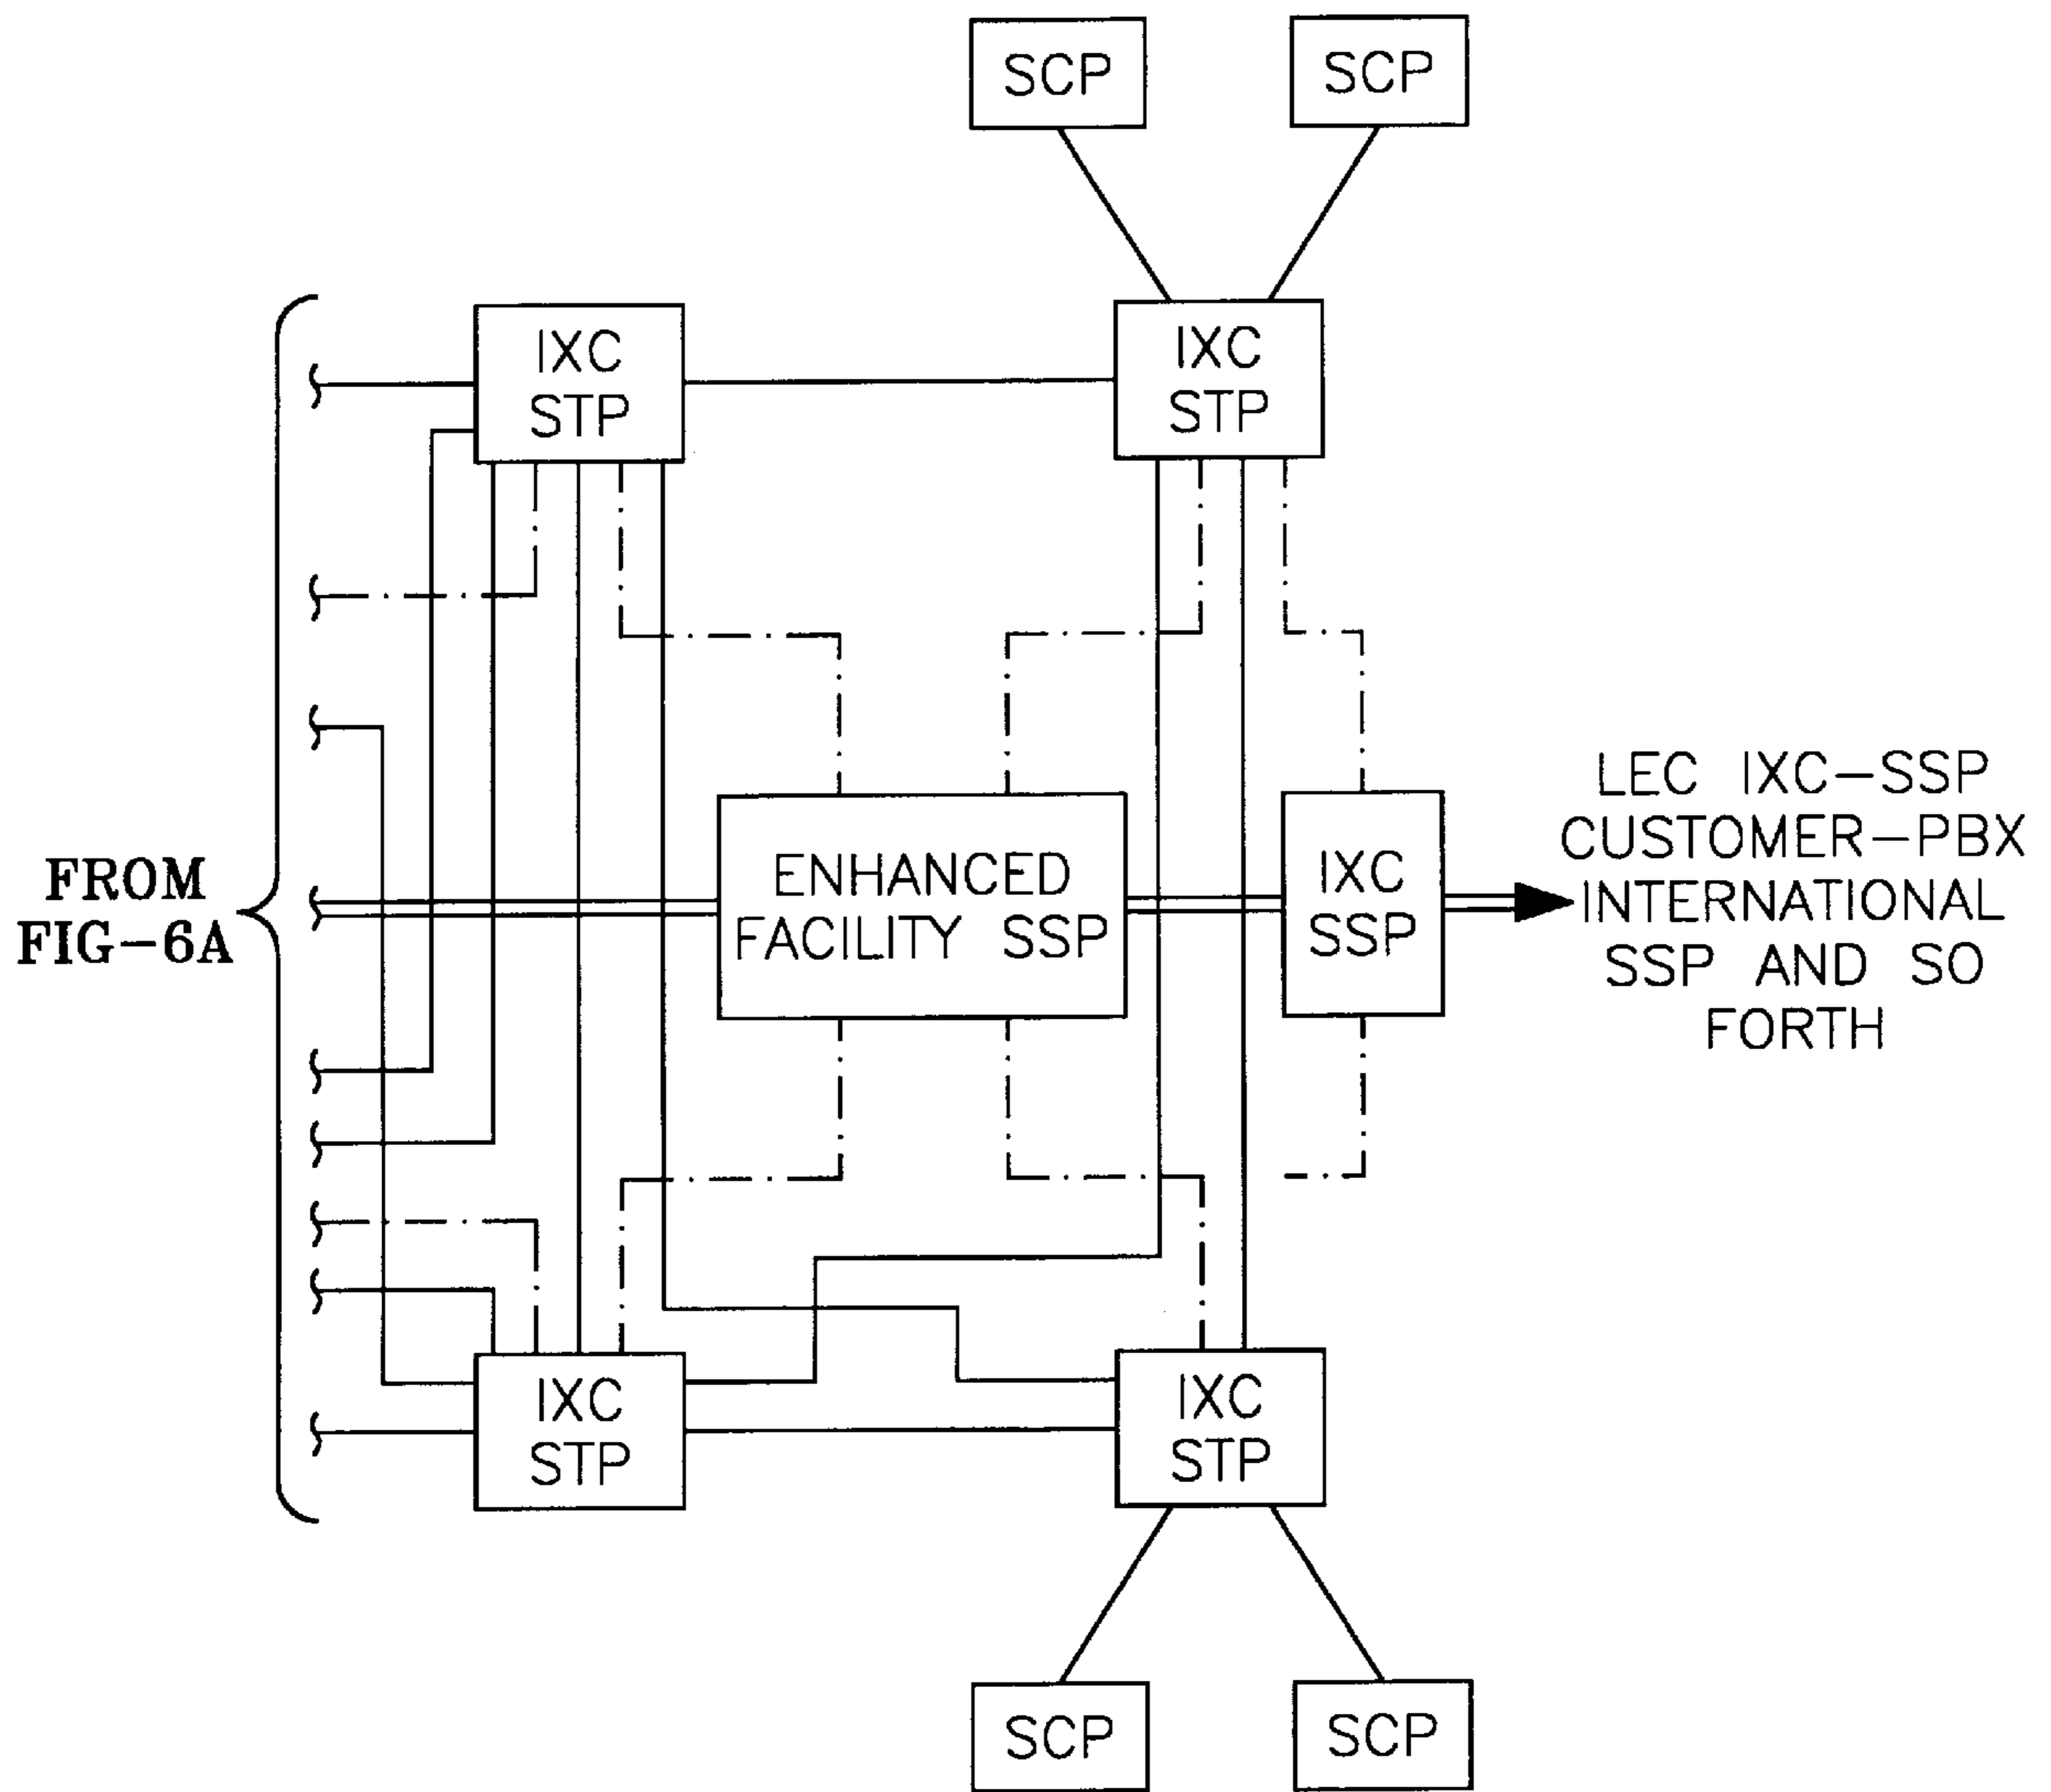 SCP
SCP
IXC
STP
IXC
STP
FROM
FIG-6A
ENHANCED
FACILITY SSP
IXC
SSP
LEC IXC-SSP
CUSTOMER-PBX
INTERNATIONAL
SSP AND SO
FORTH
IXC
STP
IXC
STP
SCP
SCP